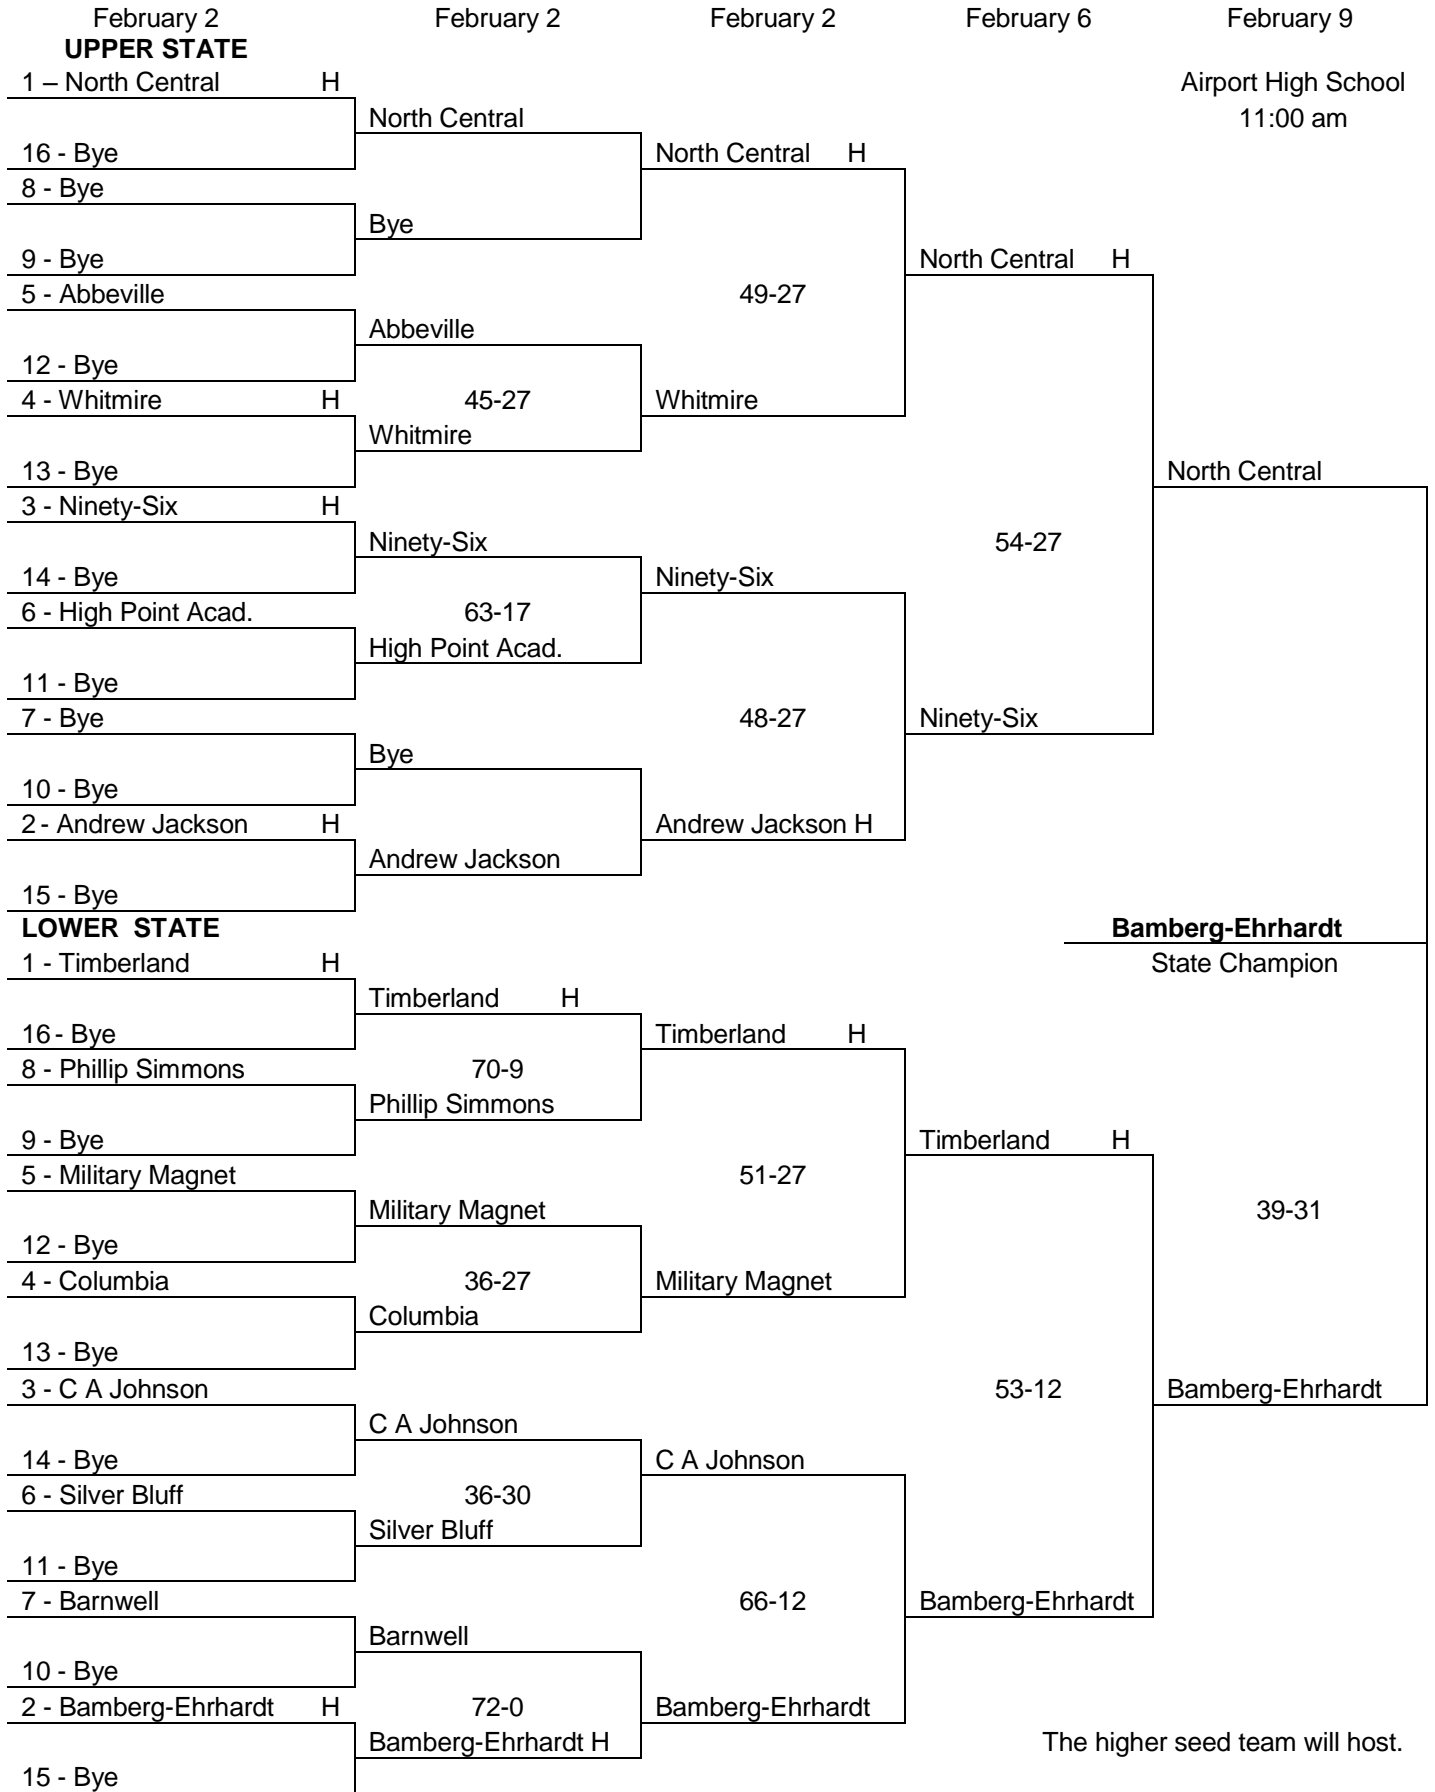 February 2 February 2 February 2 February 6 February 9
UPPER STATE
1 – North Central H Airport High School
North Central 11:00 am
16 - Bye North Central H
8 - Bye
Bye
9 - Bye North Central H
5 - Abbeville 49-27
Abbeville
12 - Bye
4 - Whitmire H 45-27 Whitmire
Whitmire
13 - Bye North Central
3 - Ninety-Six H
Ninety-Six 54-27
14 - Bye Ninety-Six
6 - High Point Acad. 63-17
High Point Acad.
11 - Bye
7 - Bye 48-27 Ninety-Six
Bye
10 - Bye
2 - Andrew Jackson H Andrew Jackson H
Andrew Jackson
15 - Bye
LOWER STATE Bamberg-Ehrhardt
1 - Timberland H State Champion
Timberland H
16 - Bye Timberland H
8 - Phillip Simmons 70-9
Phillip Simmons
9 - Bye Timberland H
5 - Military Magnet 51-27
Military Magnet 39-31
12 - Bye
4 - Columbia 36-27 Military Magnet
Columbia
13 - Bye
3 - C A Johnson 53-12 Bamberg-Ehrhardt
C A Johnson
14 - Bye C A Johnson
6 - Silver Bluff 36-30
Silver Bluff
11 - Bye
7 - Barnwell 66-12 Bamberg-Ehrhardt
Barnwell
10 - Bye
2 - Bamberg-Ehrhardt H 72-0 Bamberg-Ehrhardt
Bamberg-Ehrhardt H The higher seed team will host.
15 - Bye